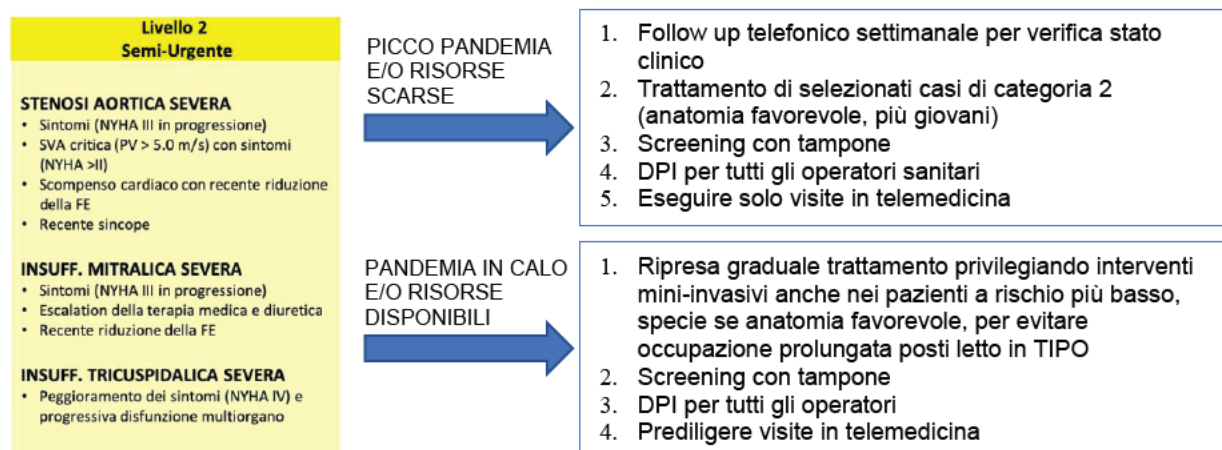 Livello 2
Semi-Urgente
STENOSI AORTICA SEVERA
• Sintomi (NYHA III in progressione)
• SVA critica (PV > 5.0 m/s) con sintomi
(NYHA >II)
• Scompenso cardiaco con recente riduzione
della FE
• Recente sincope
INSUFF. MITRALICA SEVERA
• Sintomi (NYHA III in progressione)
• Escalation della terapia medica e diuretica
• Recente riduzione della FE
INSUFF. TRICUSPIDALICA SEVERA
• Peggioramento dei sintomi (NYHA IV) e
progressiva disfunzione multiorgano
PICCO PANDEMIA
E/O RISORSE
SCARSE
1. Follow up telefonico settimanale per verifica stato
clinico
2. Trattamento di selezionati casi di categoria 2
(anatomia favorevole, più giovani)
3. Screening con tampone
4. DPI per tutti gli operatori sanitari
5. Eseguire solo visite in telemedicina
PANDEMIA IN CALO
E/O RISORSE
DISPONIBILI
1. Ripresa graduale trattamento privilegiando interventi
mini-invasivi anche nei pazienti a rischio più basso,
specie se anatomia favorevole, per evitare
occupazione prolungata posti letto in TIPO
2. Screening con tampone
3. DPI per tutti gli operatori
4. Prediligere visite in telemedicina